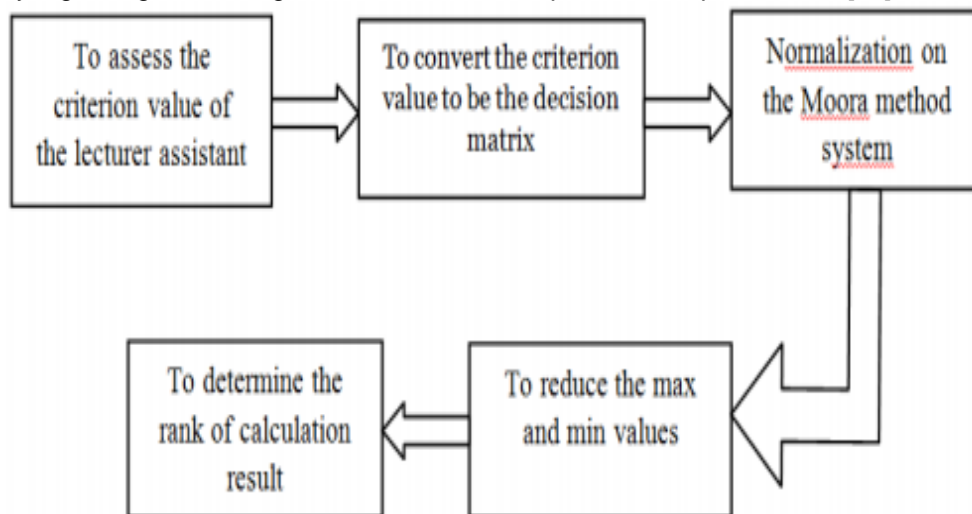 To assess the
criterion value of
the lecturer assistant
To convert the criterion
value to be the decision
matrix
Normalization on
the Moora method
system
To reduce the max
and min values
To determine the
rank of calculation
result